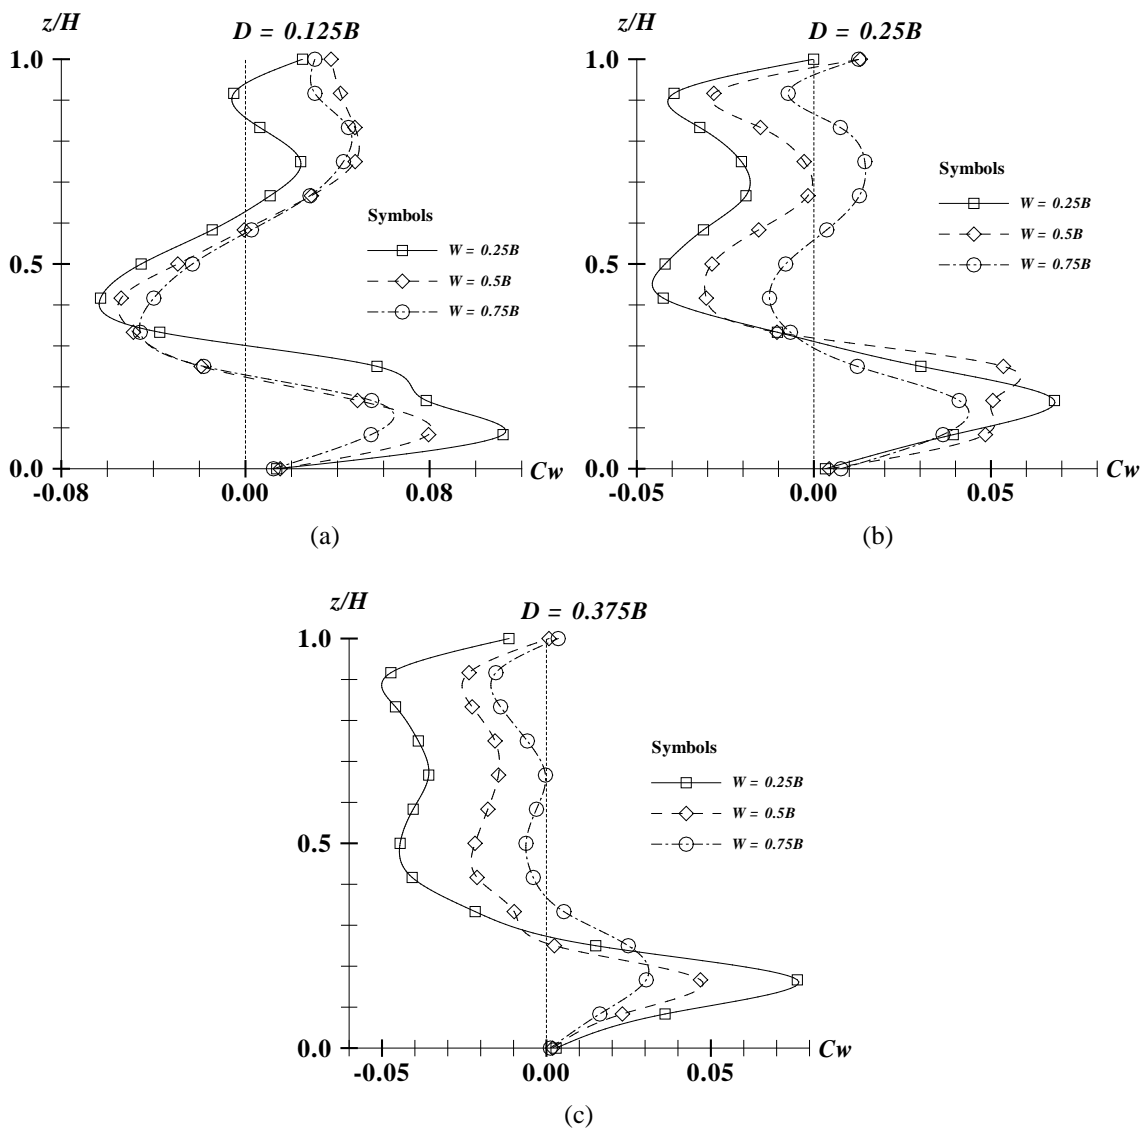 z/H
D = 0.125B
1.0
0.5
0.0
-0.08
0.00
0.08
Cw
Symbols
W = 0.25B
W = 0.5B
W = 0.75B
(a)
z/H
D = 0.25B
1.0
0.5
0.0
-0.05
0.00
0.05
Cw
Symbols
W = 0.25B
W = 0.5B
W = 0.75B
(b)
z/H
D = 0.375B
1.0
0.5
0.0
-0.05
0.00
0.05
Cw
Symbols
W = 0.25B
W = 0.5B
W = 0.75B
(c)